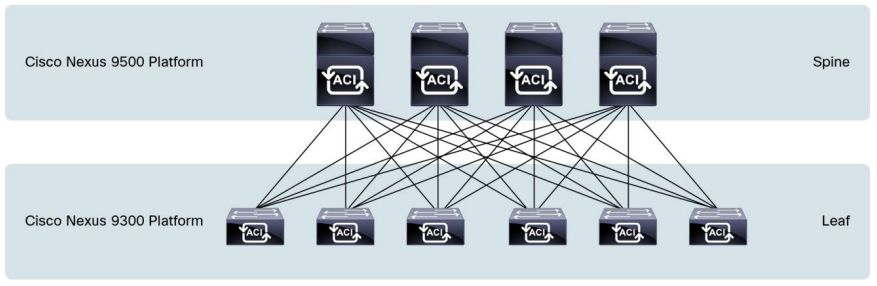 Cisco Nexus 9500 Platform
Spine
ACI
ACI
ACI
ACI
Cisco Nexus 9300 Platform
Leaf
ACI
ACI
ACI
ACI
ACI
ACI